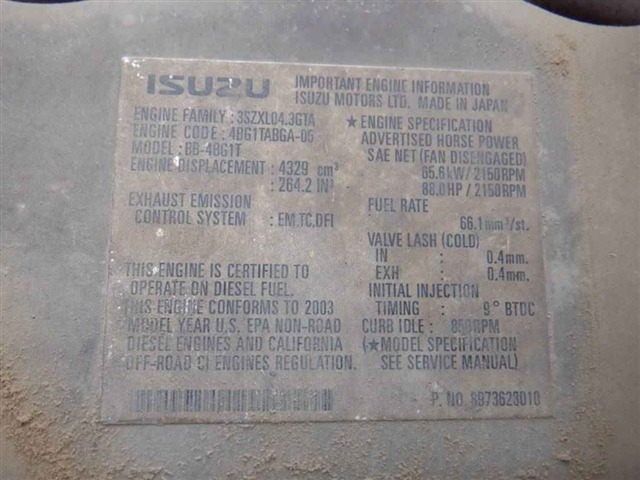 ISUZU
IMPORTANT ENGINE INFORMATION
ISUZU MOTORS LTD. MADE IN JAPAN
ENGINE FAMILY : 3SZXL04.3GTA
ENGINE CODE : 4BG1TABGA-05
MODEL : BB-4BG1T
ENGINE DISPLACEMENT : 4329 cm³
: 264.2 IN³
EXHAUST EMISSION
CONTROL SYSTEM : EM,TC,DFI
THIS ENGINE IS CERTIFIED TO
OPERATE ON DIESEL FUEL.
THIS ENGINE CONFORMS TO 2003
MODEL YEAR U.S. EPA NON-ROAD
DIESEL ENGINES AND CALIFORNIA
OFF-ROAD CI ENGINES REGULATION.
★ ENGINE SPECIFICATION
ADVERTISED HORSE POWER
SAE NET (FAN DISENGAGED)
65.6kW / 2150RPM
88.0HP / 2150RPM
FUEL RATE
: 66.1mm³/st.
VALVE LASH (COLD)
IN : 0.4mm.
EXH : 0.4mm.
INITIAL INJECTION
TIMING : 9° BTDC
CURB IDLE : 850RPM
(★MODEL SPECIFICATION
SEE SERVICE MANUAL)
P. NO. 8973628010